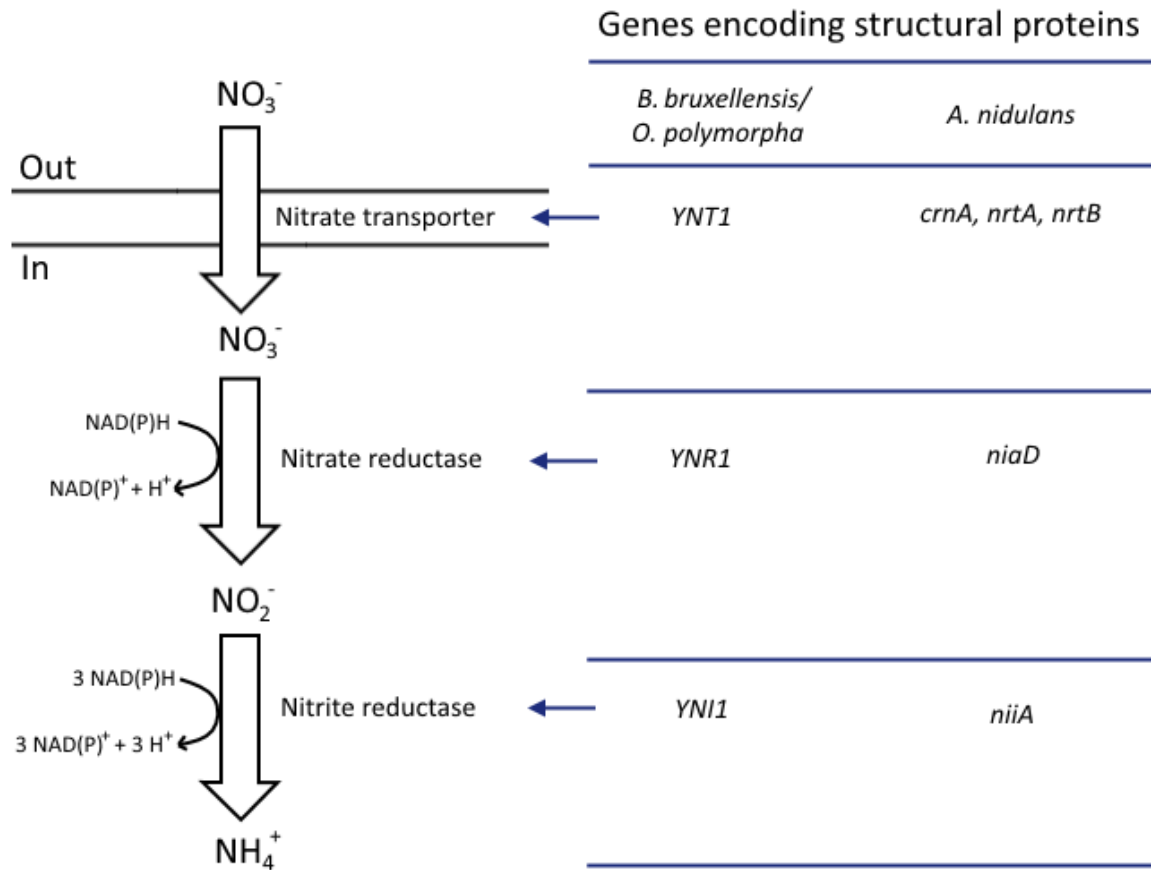 Genes encoding structural proteins
B. bruxellensis/
O. polymorpha
A. nidulans
NO₃⁻
Out
Nitrate transporter
YNT1
crnA, nrtA, nrtB
In
NO₃⁻
NAD(P)H
NAD(P)⁺ + H⁺
Nitrate reductase
YNR1
niaD
NO₂⁻
3 NAD(P)H
3 NAD(P)⁺ + 3 H⁺
Nitrite reductase
YNI1
niiA
NH₄⁺